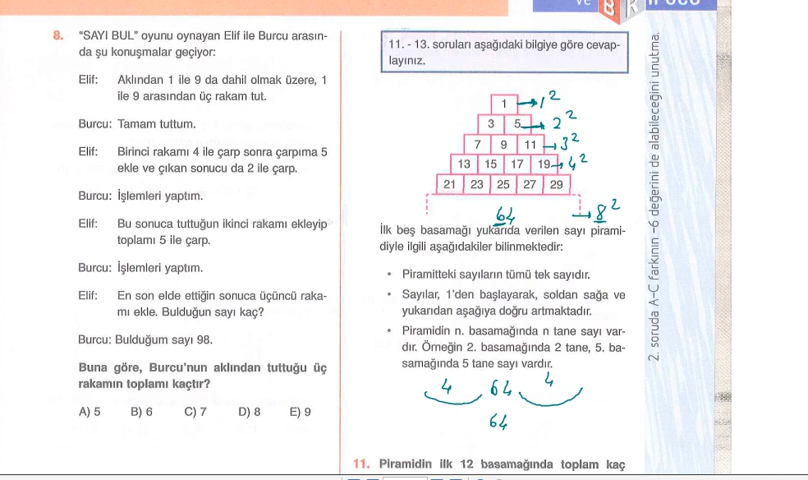 ve B R
8. "SAYI BUL" oyunu oynayan Elif ile Burcu arasın-
da şu konuşmalar geçiyor:
Elif: Aklından 1 ile 9 da dahil olmak üzere, 1
ile 9 arasından üç rakam tut.
Burcu: Tamam tuttum.
Elif: Birinci rakamı 4 ile çarp sonra çarpıma 5
ekle ve çıkan sonucu da 2 ile çarp.
Burcu: İşlemleri yaptım.
Elif: Bu sonuca tuttuğun ikinci rakamı ekleyip
toplamı 5 ile çarp.
Burcu: İşlemleri yaptım.
Elif: En son elde ettiğin sonuca üçüncü raka-
mı ekle. Bulduğun sayı kaç?
Burcu: Bulduğum sayı 98.
Buna göre, Burcu'nun aklından tuttuğu üç
rakamın toplamı kaçtır?
A) 5 B) 6 C) 7 D) 8 E) 9
11. - 13. soruları aşağıdaki bilgiye göre cevap-
layınız.
1 → 1²
3 5 → 2²
7 9 11 → 3²
13 15 17 19 → 4²
21 23 25 27 29
64 → 8²
İlk beş basamağı yukarıda verilen sayı pirami-
diyle ilgili aşağıdakiler bilinmektedir:
• Piramitteki sayıların tümü tek sayıdır.
• Sayılar, 1'den başlayarak, soldan sağa ve
yukarıdan aşağıya doğru artmaktadır.
• Piramidin n. basamağında n tane sayı var-
dır. Örneğin 2. basamağında 2 tane, 5. ba-
samağında 5 tane sayı vardır.
4 64 4
64
11. Piramidin ilk 12 basamağında toplam kaç
2. soruda A-C farkının -6 değerini de alabileceğini unutma.